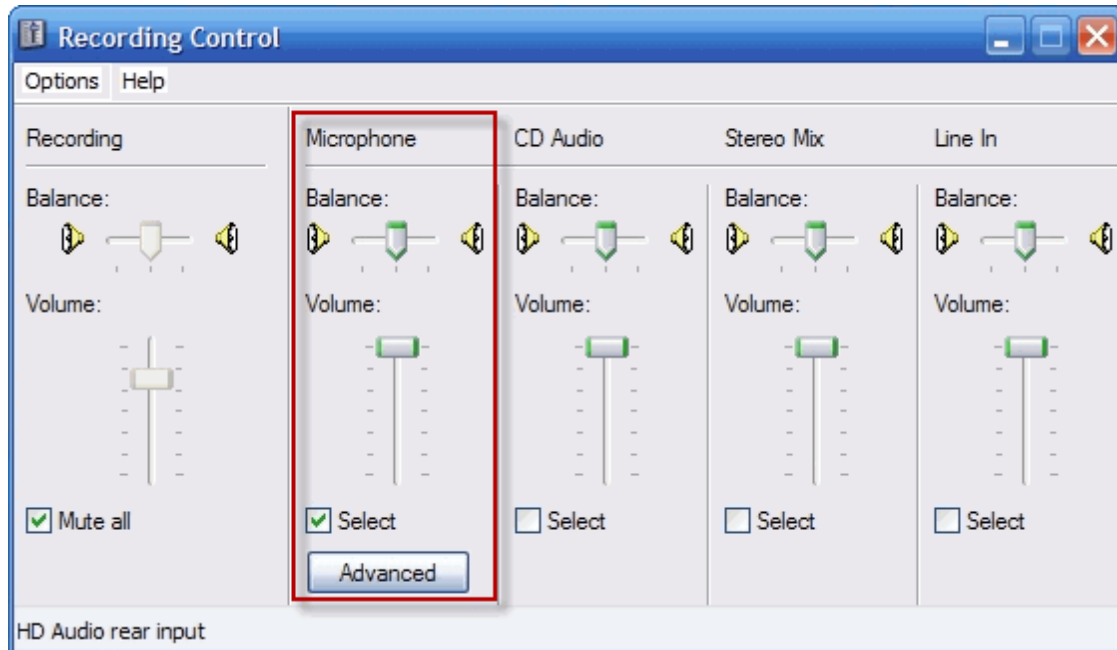 Recording Control
Options Help
Recording Microphone CD Audio Stereo Mix Line In
Balance: Balance: Balance: Balance: Balance:
Volume: Volume: Volume: Volume: Volume:
Mute all Select Select Select Select
Advanced
HD Audio rear input